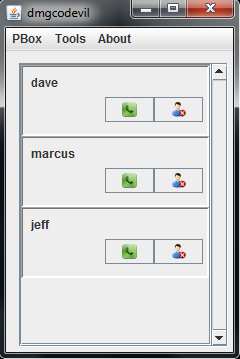 dmgcodevil
PBox Tools About
dave
marcus
jeff